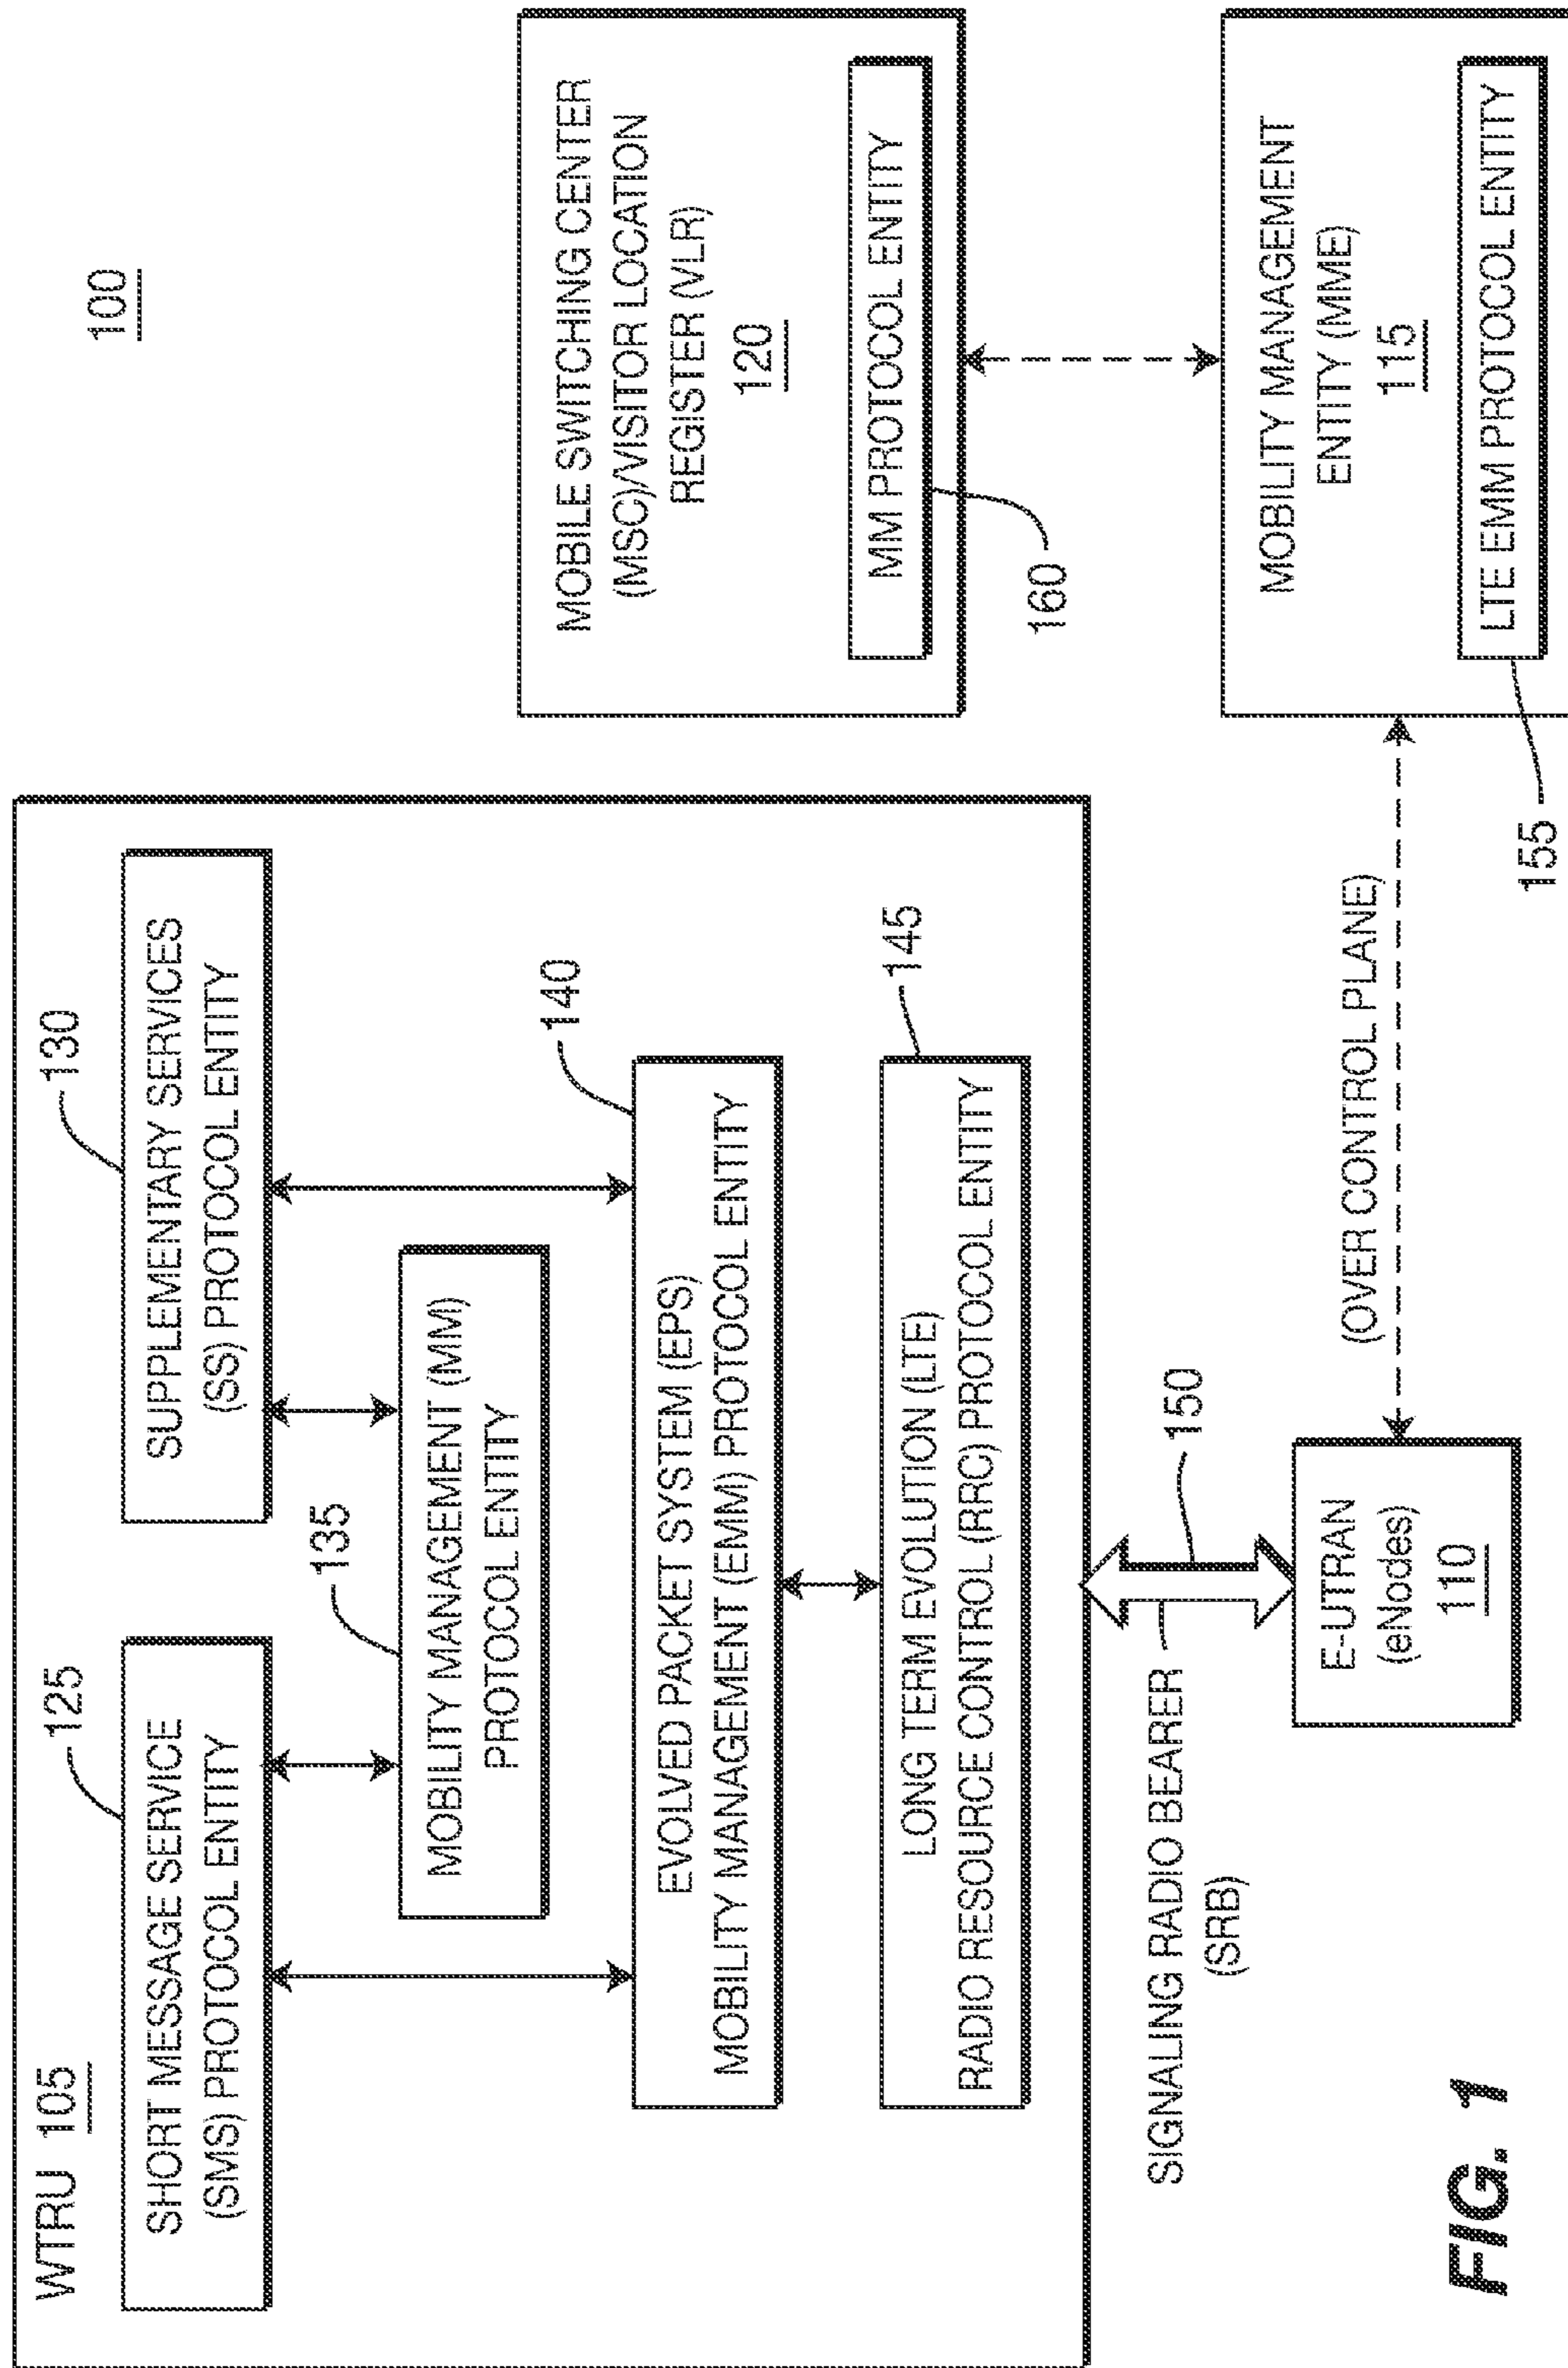 100
WTRU 105
125
SHORT MESSAGE SERVICE
(SMS) PROTOCOL ENTITY
130
SUPPLEMENTARY SERVICES
(SS) PROTOCOL ENTITY
135
MOBILITY MANAGEMENT (MM)
PROTOCOL ENTITY
140
EVOLVED PACKET SYSTEM (EPS)
MOBILITY MANAGEMENT (EMM) PROTOCOL ENTITY
145
LONG TERM EVOLUTION (LTE)
RADIO RESOURCE CONTROL (RRC) PROTOCOL ENTITY
SIGNALING RADIO BEARER
(SRB)
150
E-UTRAN
(eNodes)
110
(OVER CONTROL PLANE)
MOBILE SWITCHING CENTER
(MSC)/VISITOR LOCATION
REGISTER (VLR)
120
MM PROTOCOL ENTITY
160
MOBILITY MANAGEMENT
ENTITY (MME)
115
LTE EMM PROTOCOL ENTITY
155
FIG. 1